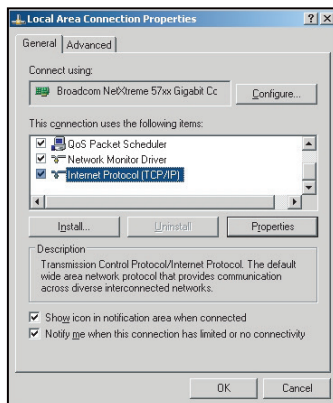 Local Area Connection Properties
General Advanced
Connect using:
Broadcom NetXtreme 57xx Gigabit Cc
Configure...
This connection uses the following items:
QoS Packet Scheduler
Network Monitor Driver
Internet Protocol (TCP/IP)
Install... Uninstall Properties
Description
Transmission Control Protocol/Internet Protocol. The default
wide area network protocol that provides communication
across diverse interconnected networks.
Show icon in notification area when connected
Notify me when this connection has limited or no connectivity
OK Cancel